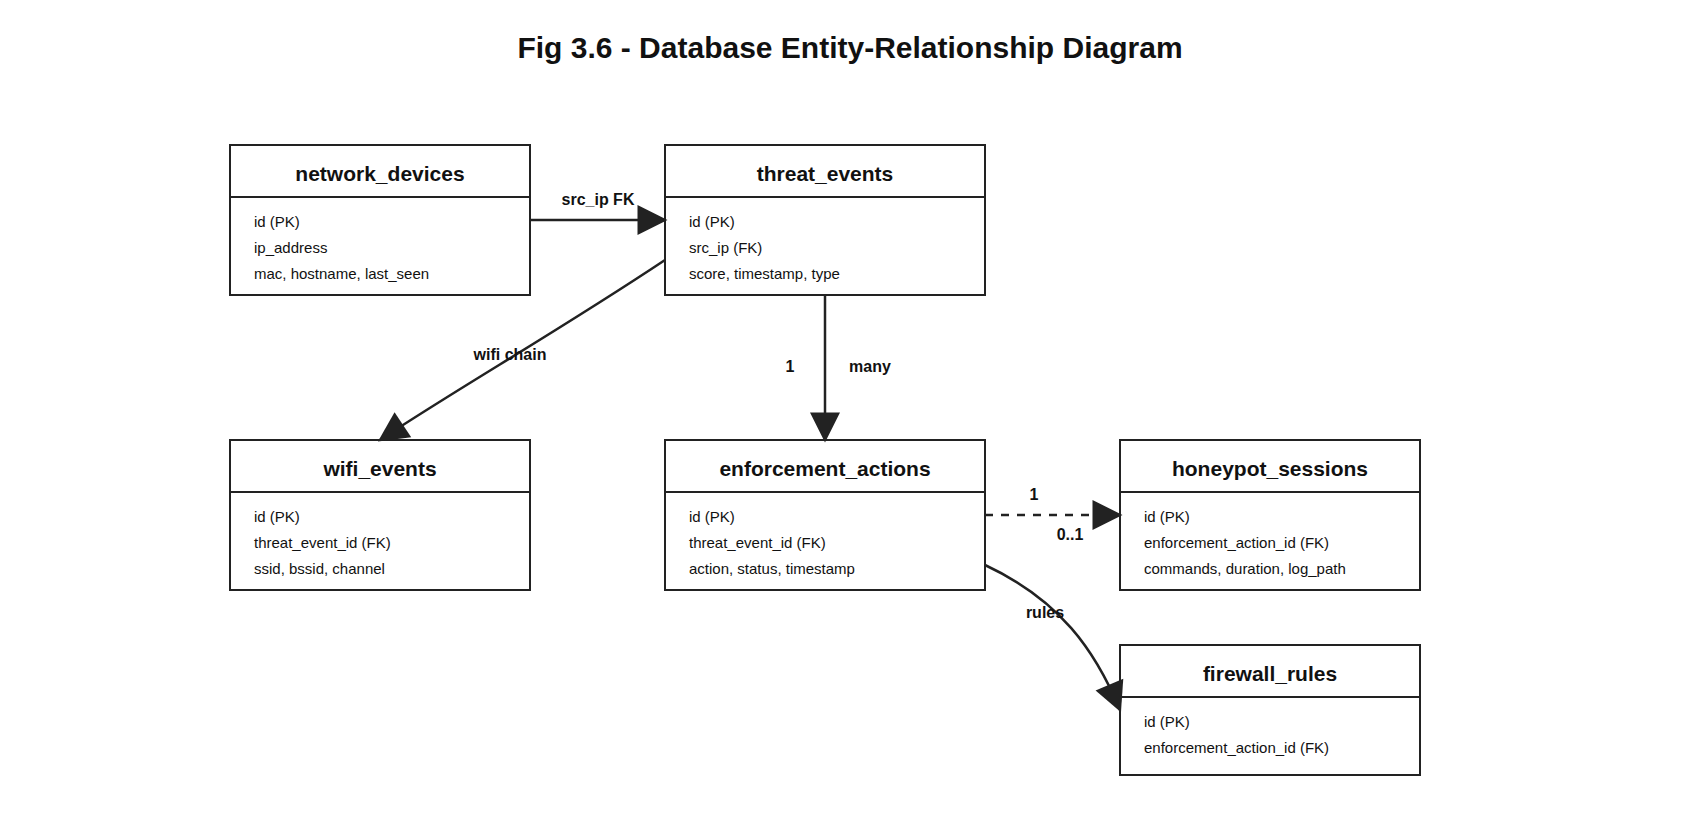 Fig 3.6 - Database Entity-Relationship Diagram
network_devices
id (PK)
ip_address
mac, hostname, last_seen
src_ip FK
threat_events
id (PK)
src_ip (FK)
score, timestamp, type
wifi chain
1
many
wifi_events
id (PK)
threat_event_id (FK)
ssid, bssid, channel
enforcement_actions
id (PK)
threat_event_id (FK)
action, status, timestamp
1
0..1
honeypot_sessions
id (PK)
enforcement_action_id (FK)
commands, duration, log_path
rules
firewall_rules
id (PK)
enforcement_action_id (FK)